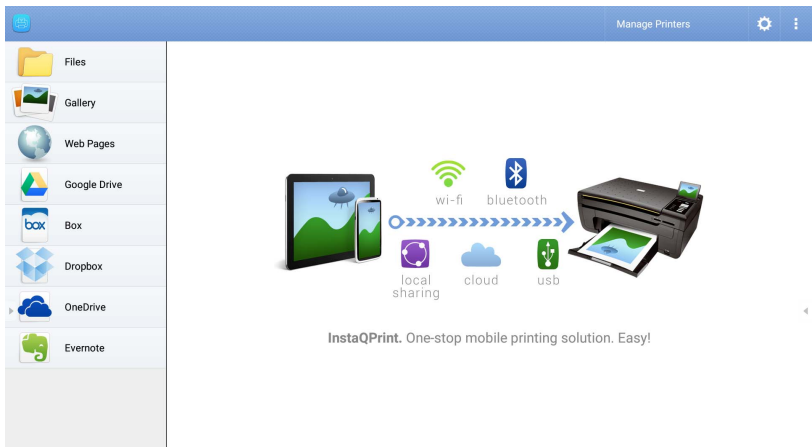 Manage Printers
Files
Gallery
Web Pages
Google Drive
box
Box
Dropbox
OneDrive
Evernote
wi-fi
bluetooth
local
sharing
cloud
usb
InstaQPrint. One-stop mobile printing solution. Easy!